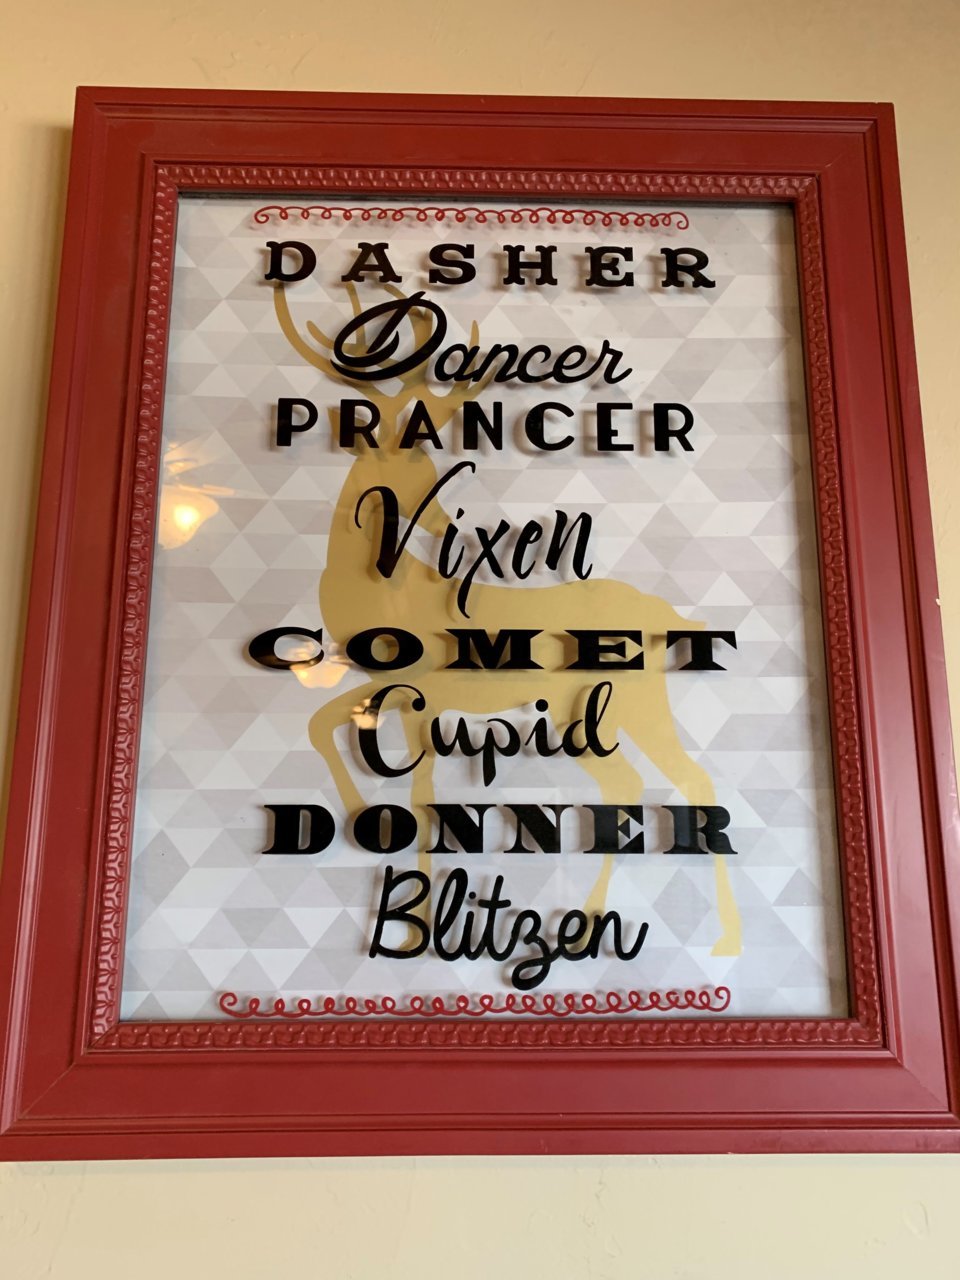 DASHER
Dancer
PRANCER
Vixen
COMET
Cupid
DONNER
Blitzen